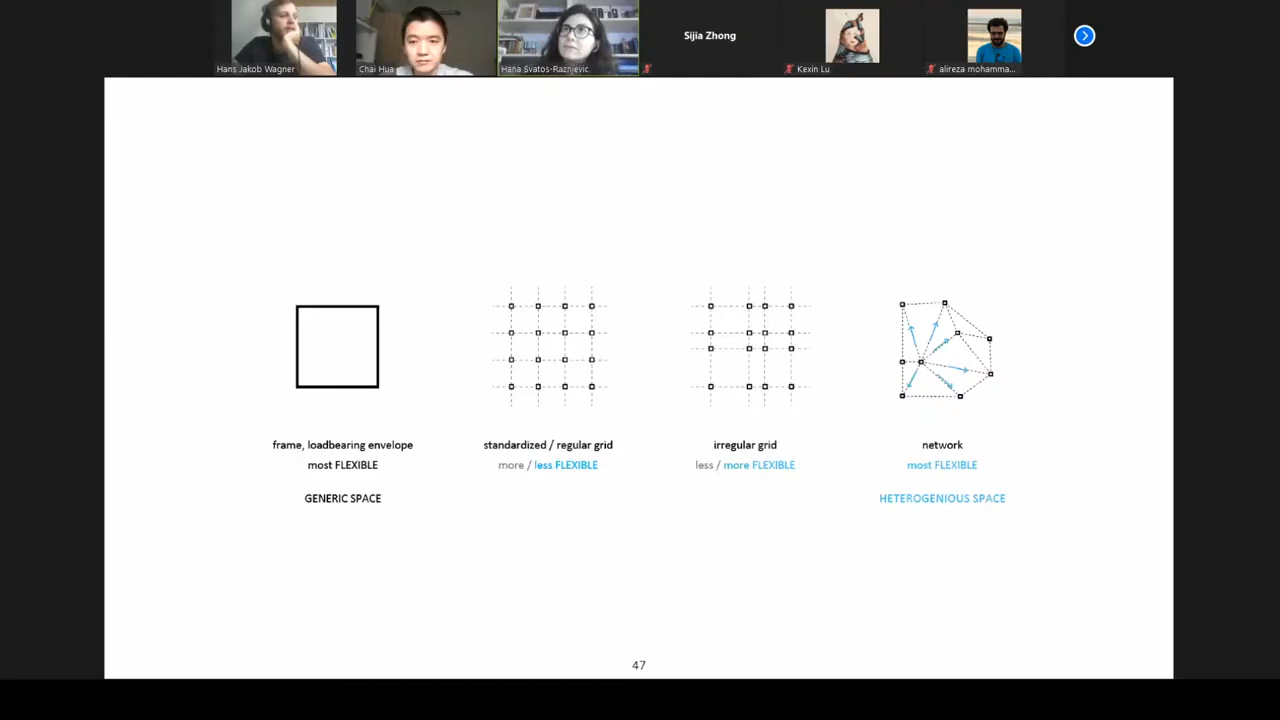 Hans Jakob Wagner
Chai Hua
Hana Svatos-Raznjevic
Sijia Zhong
Kexin Lu
alireza mohamma...
frame, loadbearing envelope
most FLEXIBLE
GENERIC SPACE
standardized / regular grid
more / less FLEXIBLE
irregular grid
less / more FLEXIBLE
network
most FLEXIBLE
HETEROGENIOUS SPACE
47